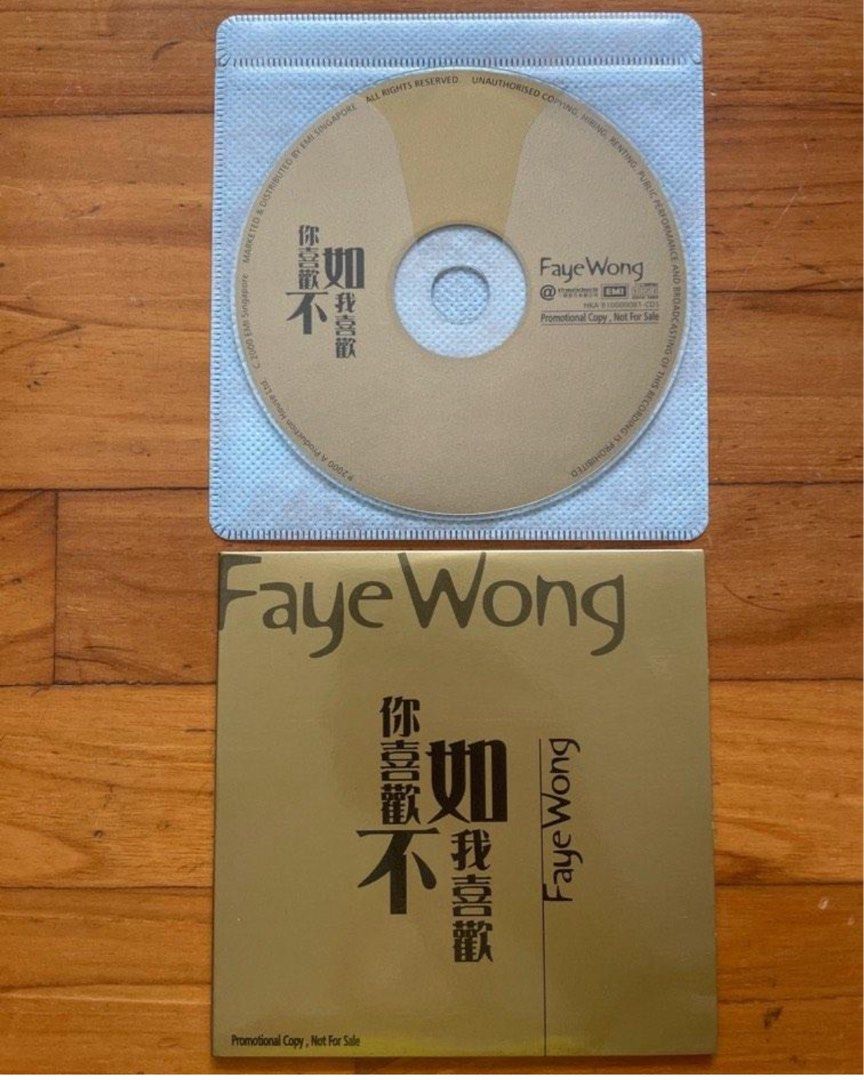 MARKETED & DISTRIBUTED BY EMI SINGAPORE ALL RIGHTS RESERVED UNAUTHORISED COPYING, HIRING, RENTING, PUBLIC PERFORMANCE AND BROADCASTING OF THIS RECORDING IS PROHIBITED
P 2000 A Production House Ltd. C 2000 EMI Singapore
你喜歡不
如我喜歡
Faye Wong
EMI
Promotional Copy , Not For Sale
Faye Wong
你喜歡不
如我喜歡
Faye Wong
Promotional Copy , Not For Sale